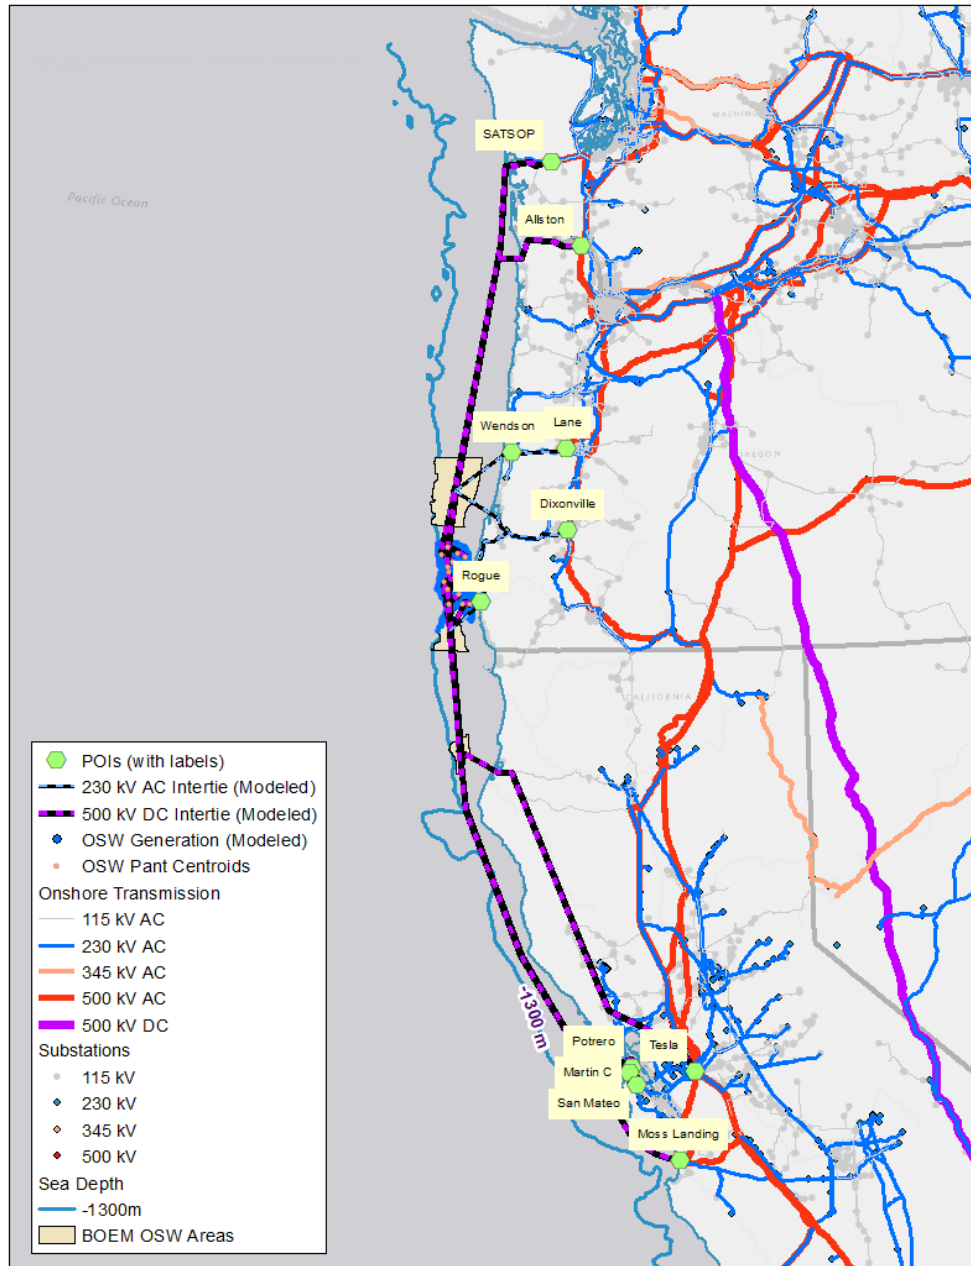 SATSOP
WASHING
Pacific Ocean
Allston
Wendson
Lane
OREGON
Dixonville
Rogue
CALIFORNIA
POIs (with labels)
230 kV AC Intertie (Modeled)
500 kV DC Intertie (Modeled)
OSW Generation (Modeled)
OSW Pant Centroids
Onshore Transmission
115 kV AC
230 kV AC
345 kV AC
500 kV AC
500 kV DC
Substations
115 kV
230 kV
345 kV
500 kV
Sea Depth
-1300m
BOEM OSW Areas
-1300 m
Potrero
Tesla
Martin C
San Mateo
Moss Landing